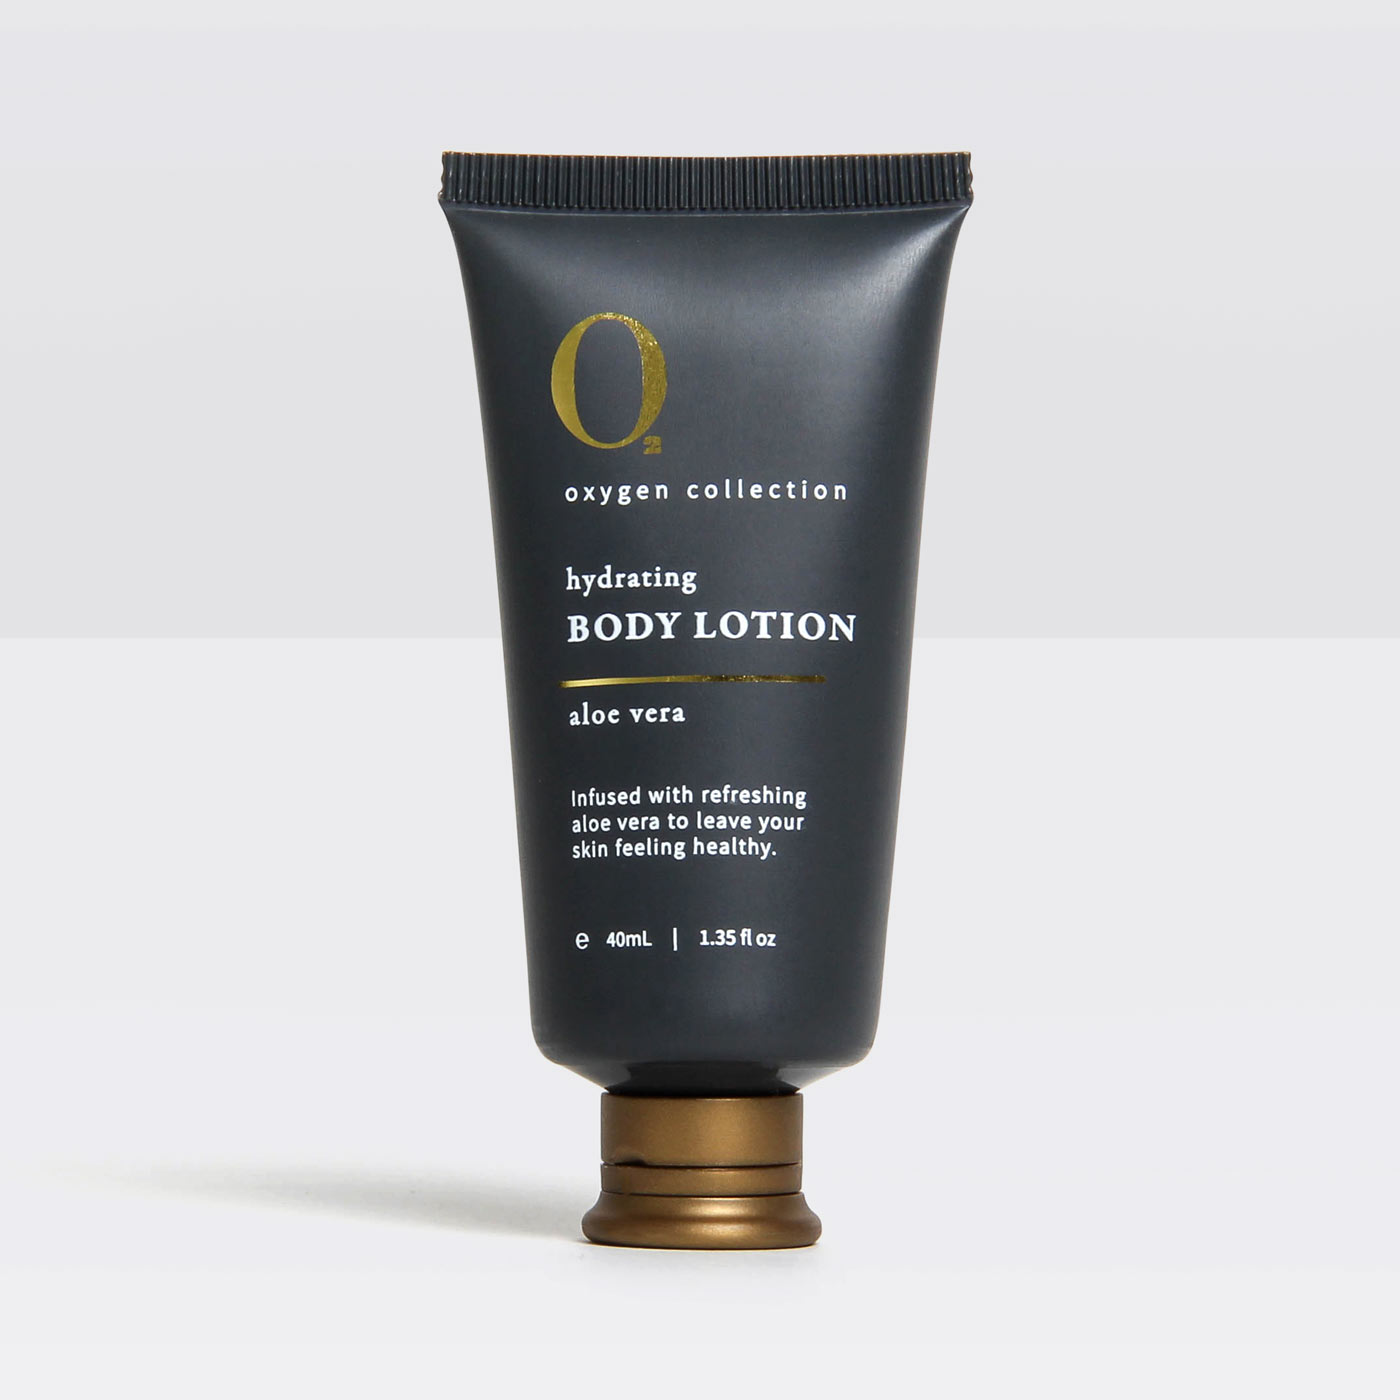 O₂
oxygen collection
hydrating
BODY LOTION
aloe vera
Infused with refreshing
aloe vera to leave your
skin feeling healthy.
e 40mL | 1.35 fl oz